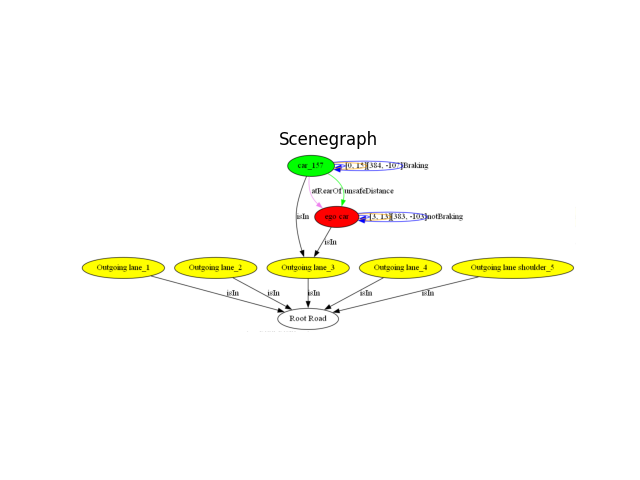 Scenegraph
car_157
[0, 15]
[384, -107]
Braking
atRearOf
unsafeDistance
ego car
[3, 13]
[383, -103]
notBraking
isIn
isIn
Outgoing lane_1
Outgoing lane_2
Outgoing lane_3
Outgoing lane_4
Outgoing lane shoulder_5
isIn
isIn
isIn
isIn
isIn
Root Road